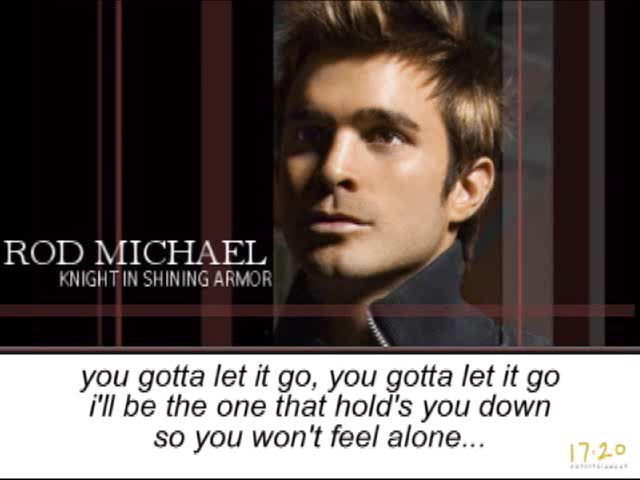 ROD MICHAEL
KNIGHT IN SHINING ARMOR
you gotta let it go, you gotta let it go
i'll be the one that hold's you down
so you won't feel alone...
17·20
entertainment